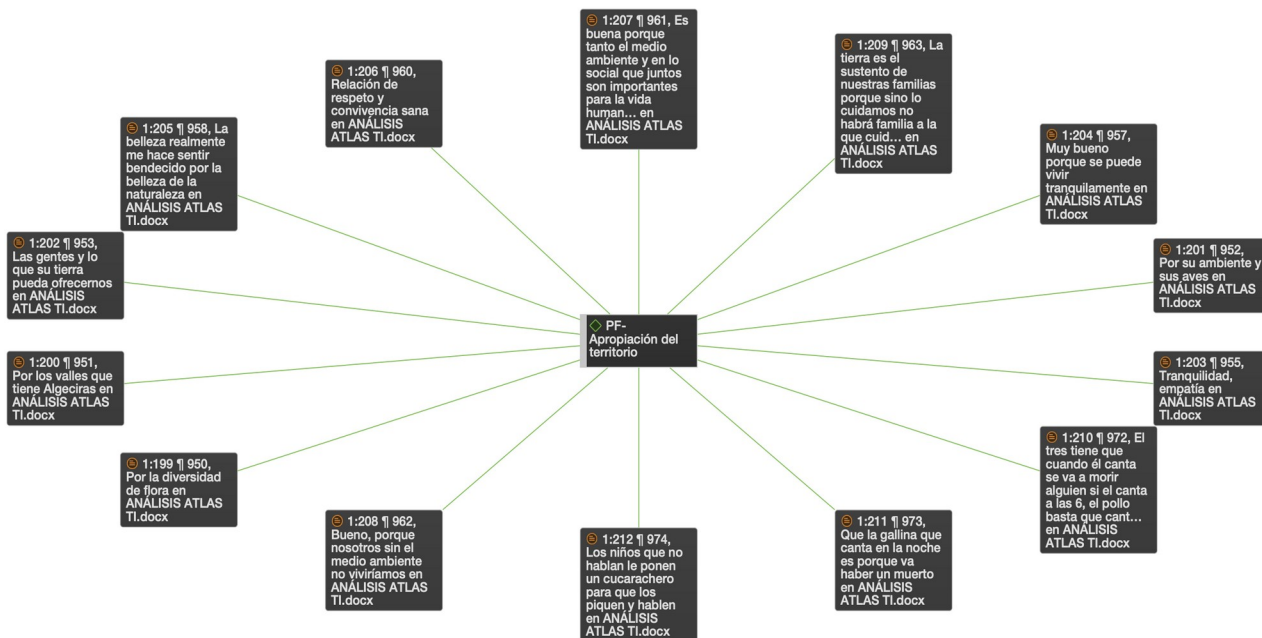 1:207 ¶ 961, Es
buena porque
tanto el medio
ambiente y en lo
social que juntos
son importantes
para la vida
human... en
ANÁLISIS
ATLAS TI.docx
1:209 ¶ 963, La
tierra es el
sustento de
nuestras familias
porque sino lo
cuidamos no
habrá familia a la
que cuid... en
ANÁLISIS ATLAS
TI.docx
1:206 ¶ 960,
Relación de
respeto y
convivencia sana
en ANÁLISIS
ATLAS TI.docx
1:205 ¶ 958, La
belleza realmente
me hace sentir
bendecido por la
belleza de la
naturaleza en
ANÁLISIS ATLAS
TI.docx
1:204 ¶ 957,
Muy bueno
porque se puede
vivir
tranquilamente en
ANÁLISIS ATLAS
TI.docx
1:202 ¶ 953,
Las gentes y lo
que su tierra
pueda ofrecernos
en ANÁLISIS
ATLAS TI.docx
1:201 ¶ 952,
Por su ambiente y
sus aves en
ANÁLISIS ATLAS
TI.docx
PF-
Apropiación del
territorio
1:200 ¶ 951,
Por los valles que
tiene Algeciras en
ANÁLISIS ATLAS
TI.docx
1:203 ¶ 955,
Tranquilidad,
empatía en
ANÁLISIS ATLAS
TI.docx
1:199 ¶ 950,
Por la diversidad
de flora en
ANÁLISIS ATLAS
TI.docx
1:210 ¶ 972, El
tres tiene que
cuando él canta
se va a morir
alguien si el canta
a las 6, el pollo
basta que cant...
en ANÁLISIS
ATLAS TI.docx
1:208 ¶ 962,
Bueno, porque
nosotros sin el
medio ambiente
no viviríamos en
ANÁLISIS ATLAS
TI.docx
1:212 ¶ 974,
Los niños que no
hablan le ponen
un cucarachero
para que los
piquen y hablen
en ANÁLISIS
ATLAS TI.docx
1:211 ¶ 973,
Que la gallina que
canta en la noche
es porque va
haber un muerto
en ANÁLISIS
ATLAS TI.docx